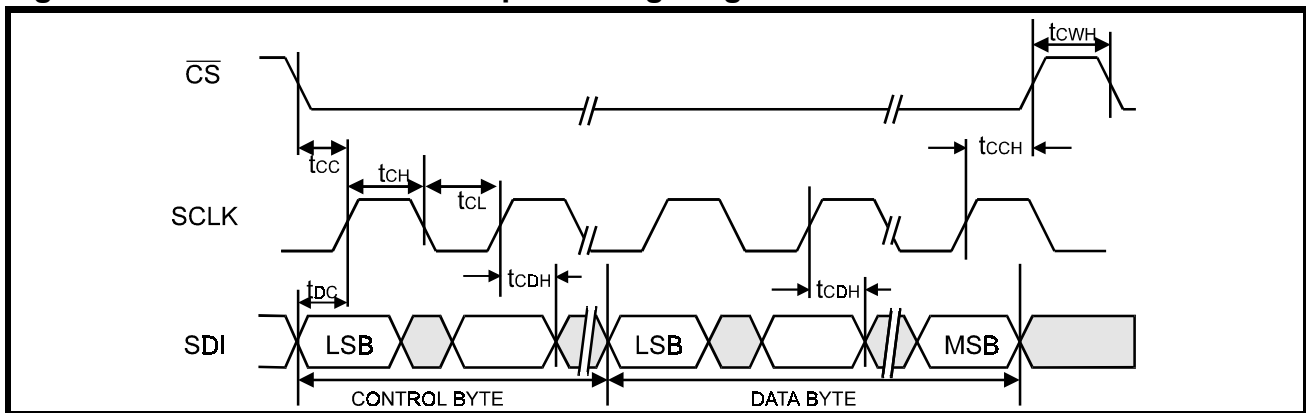 tCWH
CS
tCCH
tCC
tCH
tCL
SCLK
tCDH
tCDH
tDC
SDI
LSB
LSB
MSB
CONTROL BYTE
DATA BYTE